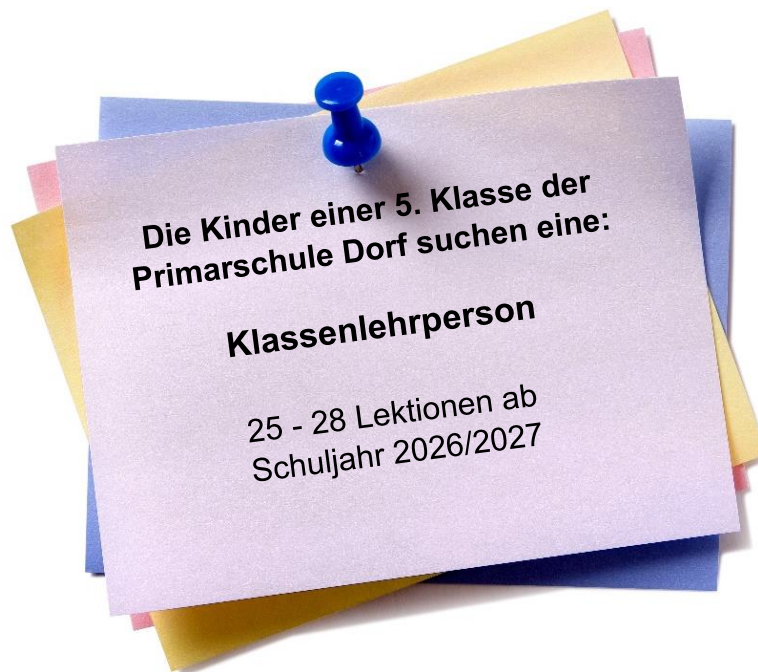 Die Kinder einer 5. Klasse der
Primarschule Dorf suchen eine:
Klassenlehrperson
25 - 28 Lektionen ab
Schuljahr 2026/2027